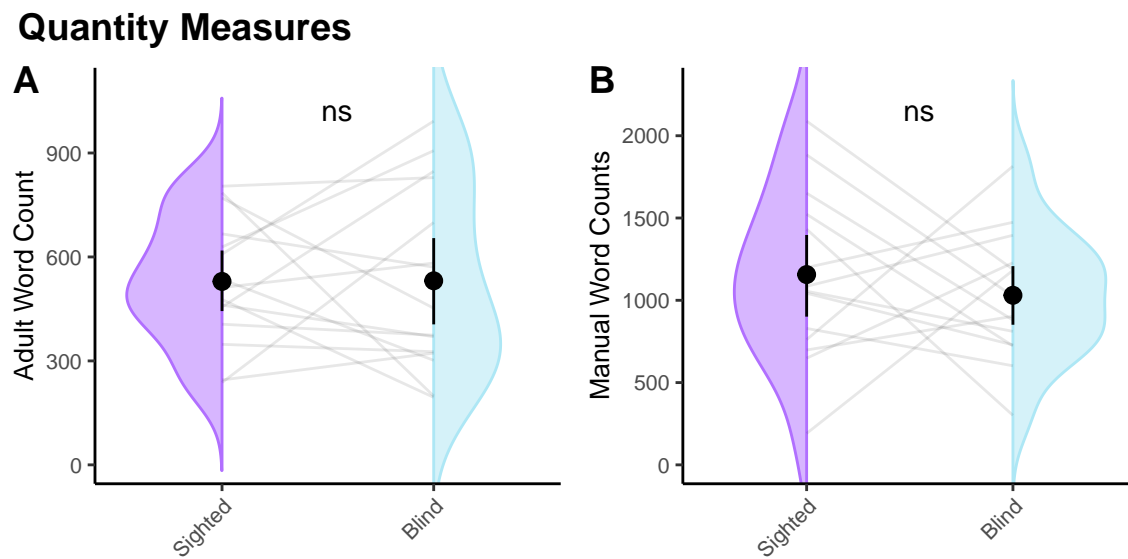 Quantity Measures
A
ns
Adult Word Count
900
600
300
0
Sighted
Blind
B
ns
Manual Word Counts
2000
1500
1000
500
0
Sighted
Blind